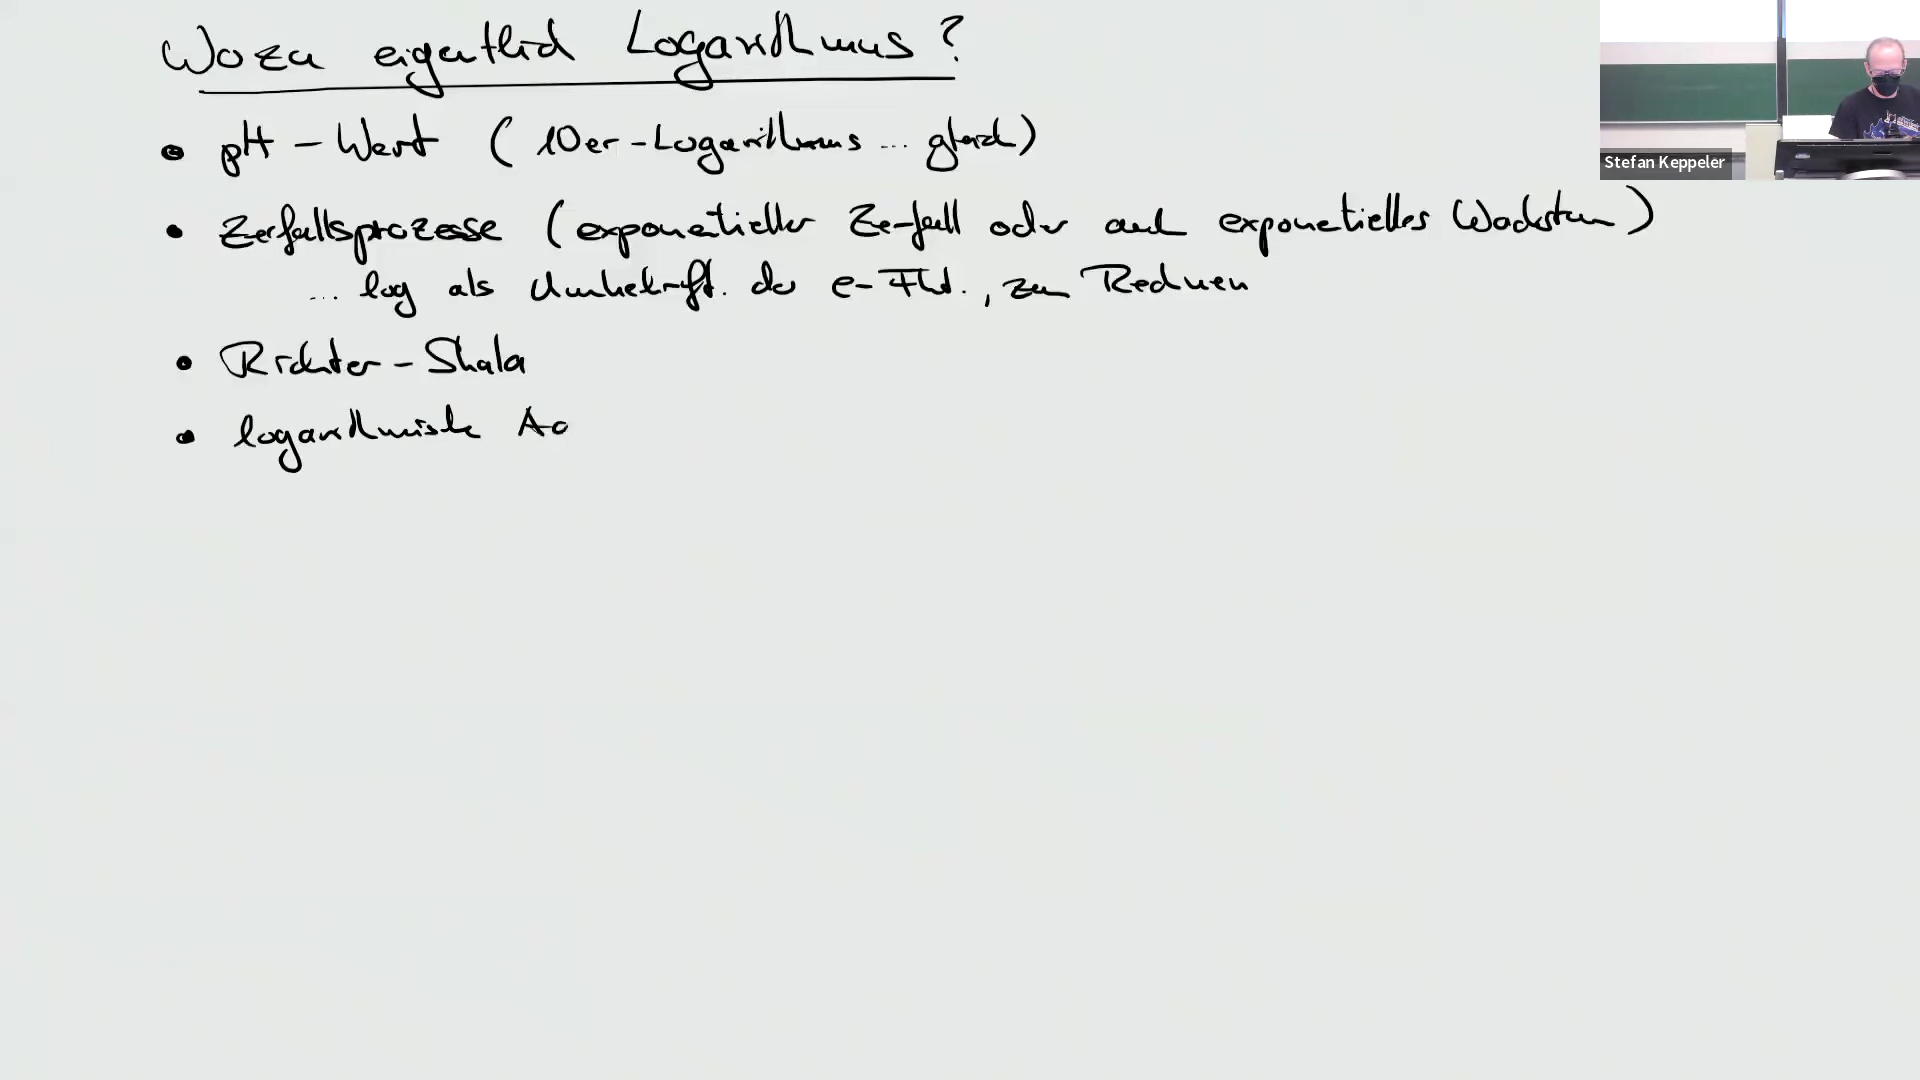 Wozu eigentlich Logarithmus?
• pH-Wert (10er-Logarithmus ... gleich)
• Zerfallsprozesse (exponentieller Zerfall oder auch exponentielles Wachstum)
... log als Umkehrfkt. der e-Fkt., zum Rechnen
• Richter-Skala
• logarithmische Ac
Stefan Keppeler